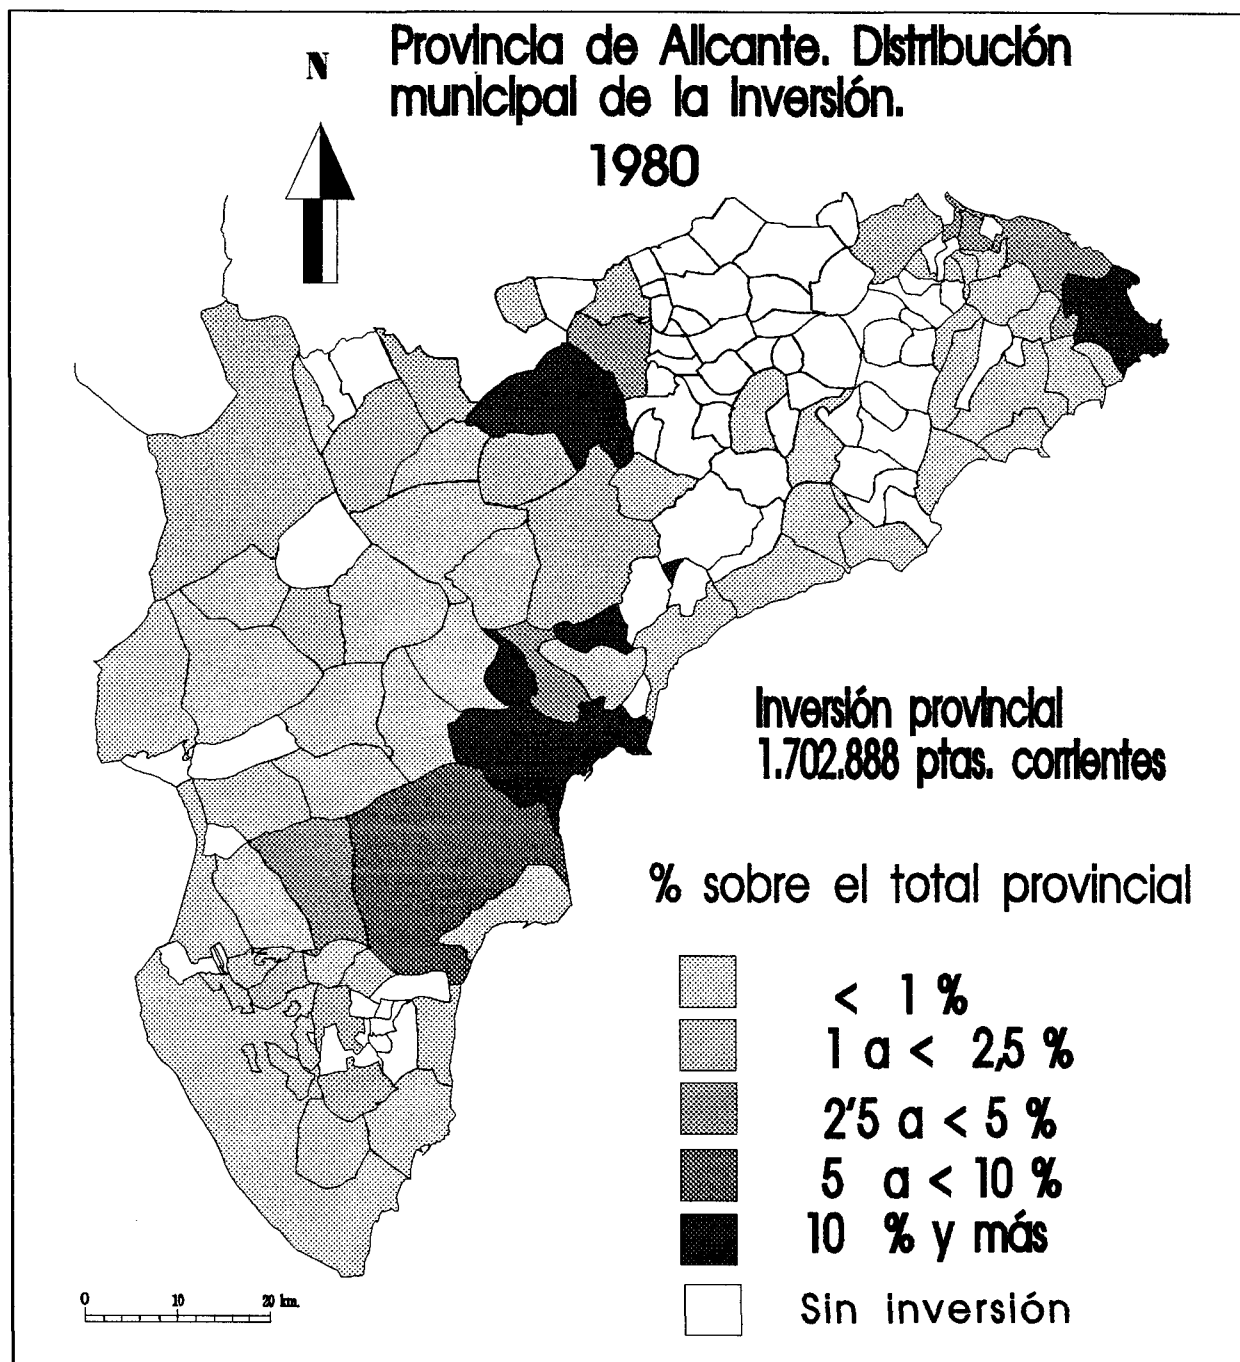 Provincia de Alicante. Distribución
municipal de la inversión.
1980
N
Inversión provincial
1.702.888 ptas. corrientes
% sobre el total provincial
< 1 %
1 a < 2,5 %
2'5 a < 5 %
5 a < 10 %
10 % y más
Sin inversión
0 10 20 km.